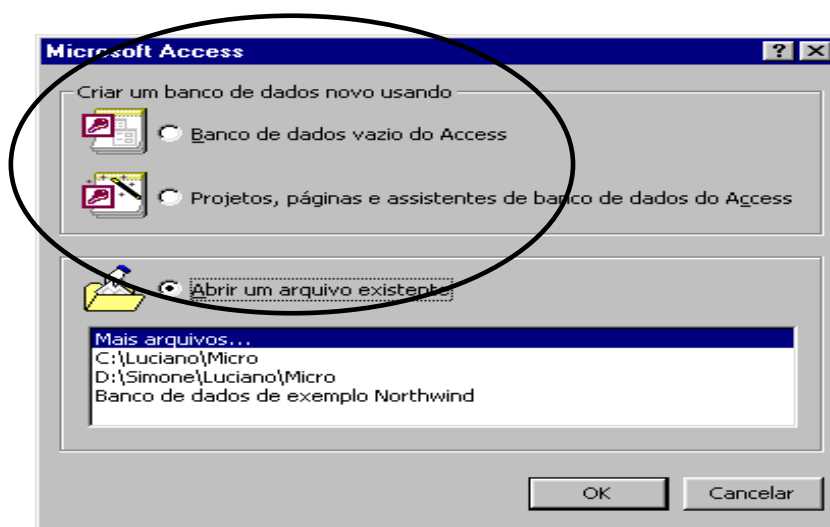 Microsoft Access
Criar um banco de dados novo usando
Banco de dados vazio do Access
Projetos, páginas e assistentes de banco de dados do Access
Abrir um arquivo existente
Mais arquivos...
C:\Luciano\Micro
D:\Simone\Luciano\Micro
Banco de dados de exemplo Northwind
OK Cancelar